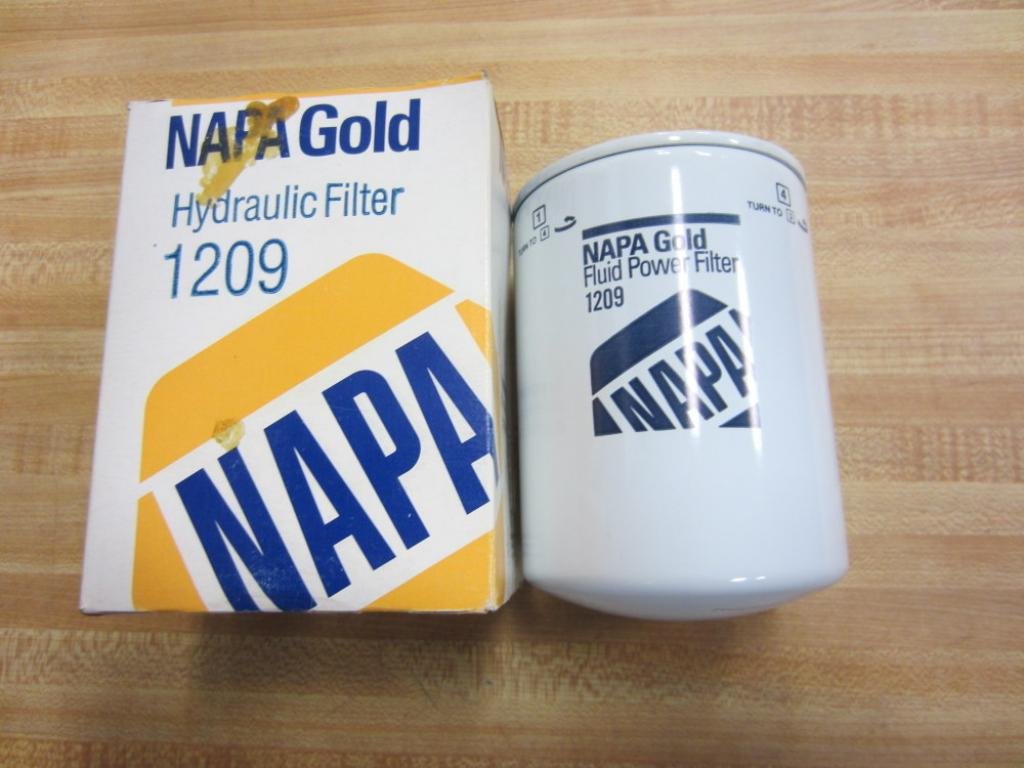 NAPA Gold
Hydraulic Filter
1209
NAPA
1
TURN TO 4
4
TURN TO 3
NAPA Gold
Fluid Power Filter
1209
NAPA